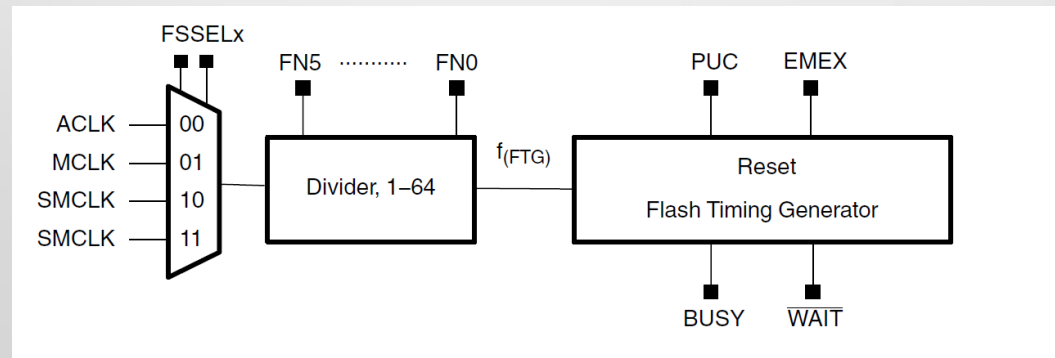 FSSELx
FN5 ........... FN0
PUC EMEX
ACLK 00
MCLK 01
SMCLK 10
SMCLK 11
Divider, 1–64
f(FTG)
Reset
Flash Timing Generator
BUSY WAIT